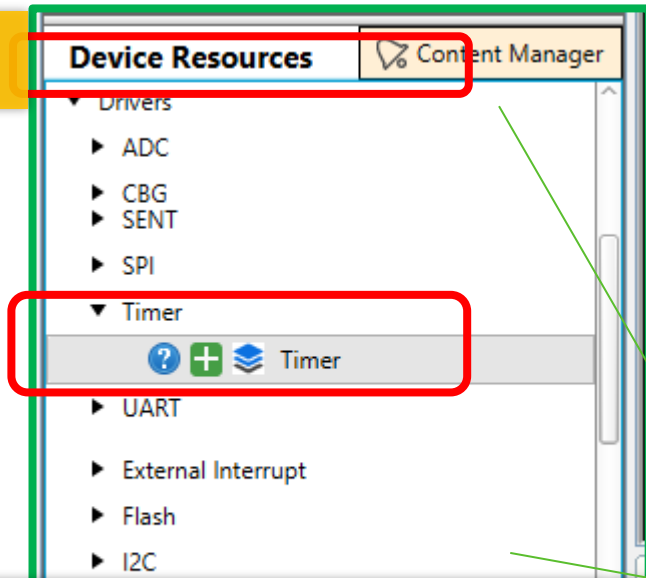 Device Resources
Content Manager
Drivers
ADC
CBG
SENT
SPI
Timer
Timer
UART
External Interrupt
Flash
I2C